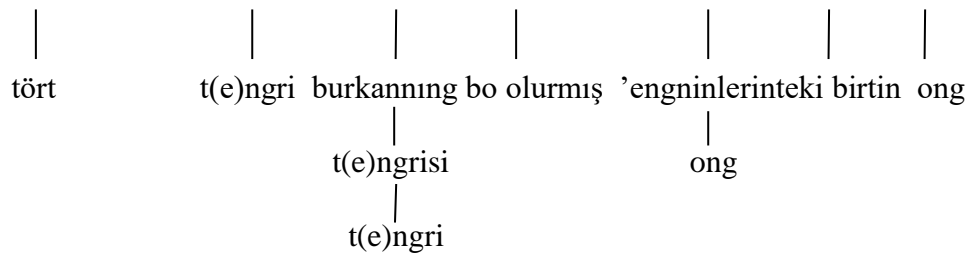 tört t(e)ngri burkannıng bo olurmış ’engninlerinteki birtin ong
t(e)ngrisi ong
t(e)ngri